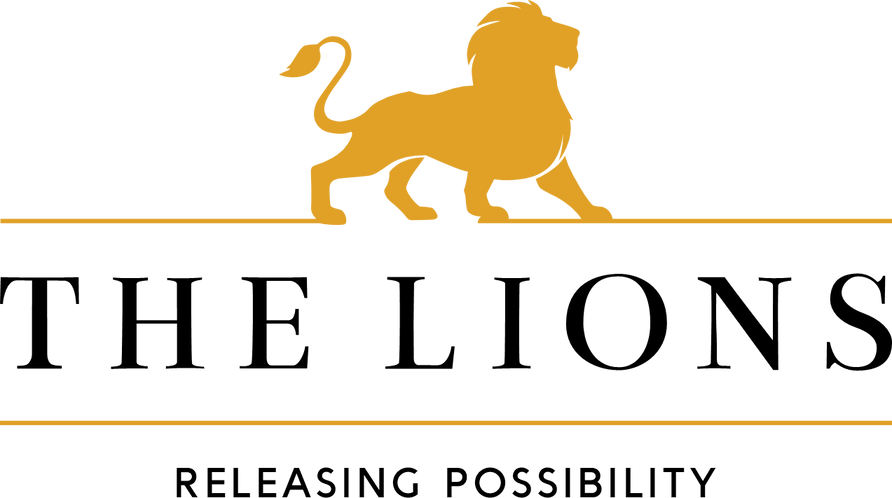 THE LIONS
RELEASING POSSIBILITY